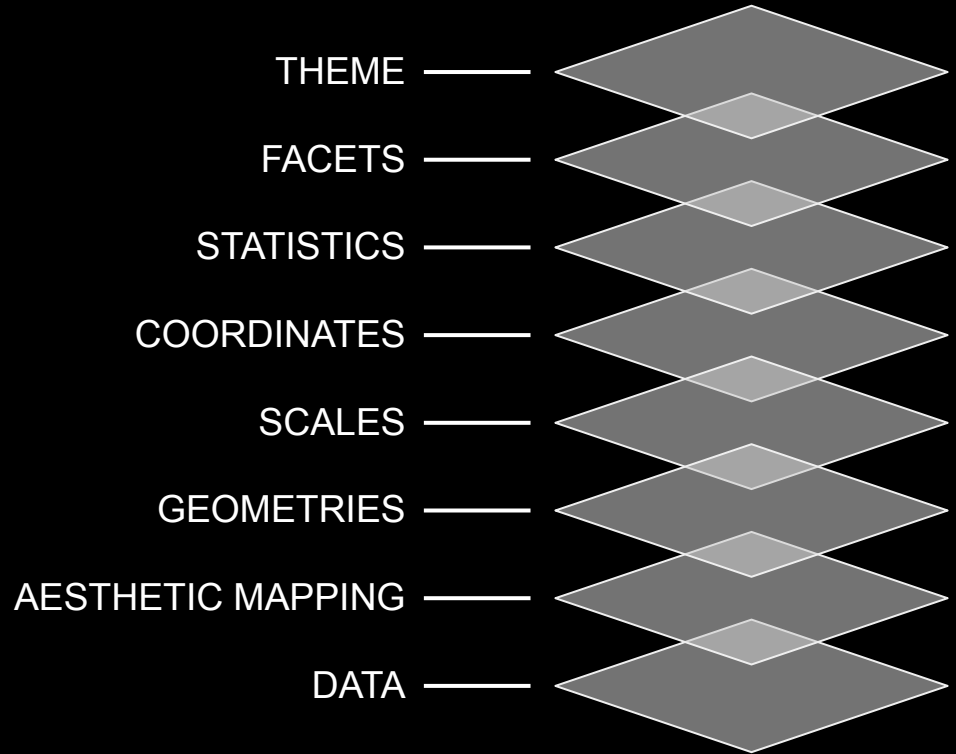 THEME
FACETS
STATISTICS
COORDINATES
SCALES
GEOMETRIES
AESTHETIC MAPPING
DATA